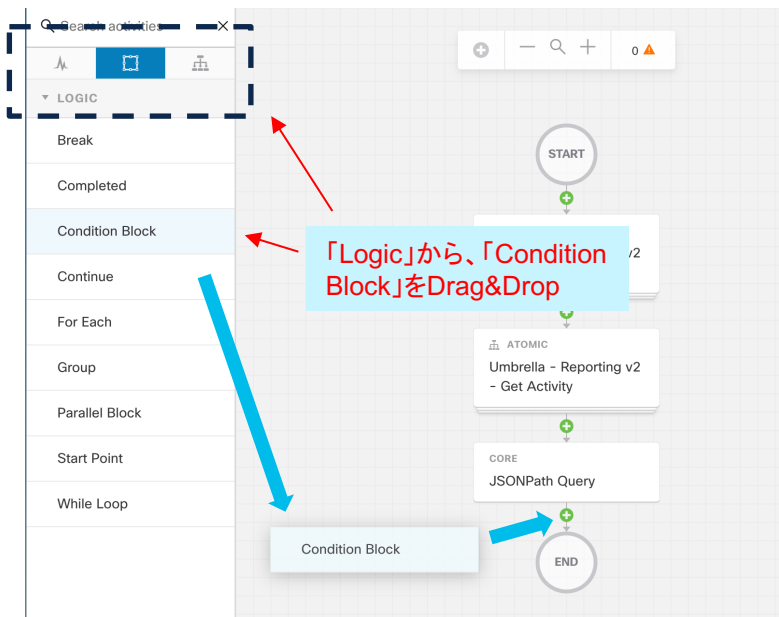 Search activities
LOGIC
Break
Completed
Condition Block
Continue
For Each
Group
Parallel Block
Start Point
While Loop
0
START
v2
「Logic」から、「Condition
Block」をDrag&Drop
ATOMIC
Umbrella - Reporting v2
- Get Activity
CORE
JSONPath Query
Condition Block
END